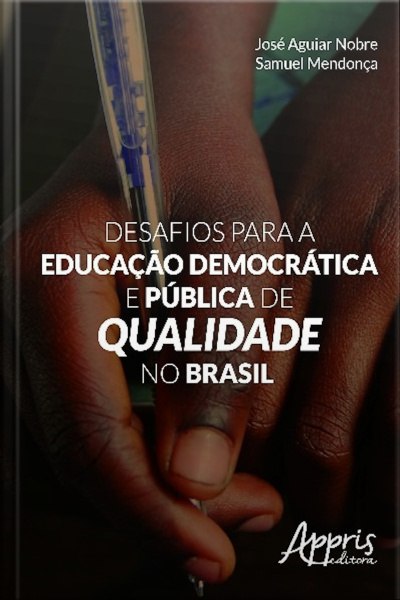 José Aguiar Nobre
Samuel Mendonça
DESAFIOS PARA A
EDUCAÇÃO DEMOCRÁTICA
E PÚBLICA DE
QUALIDADE
NO BRASIL
Appris
editora